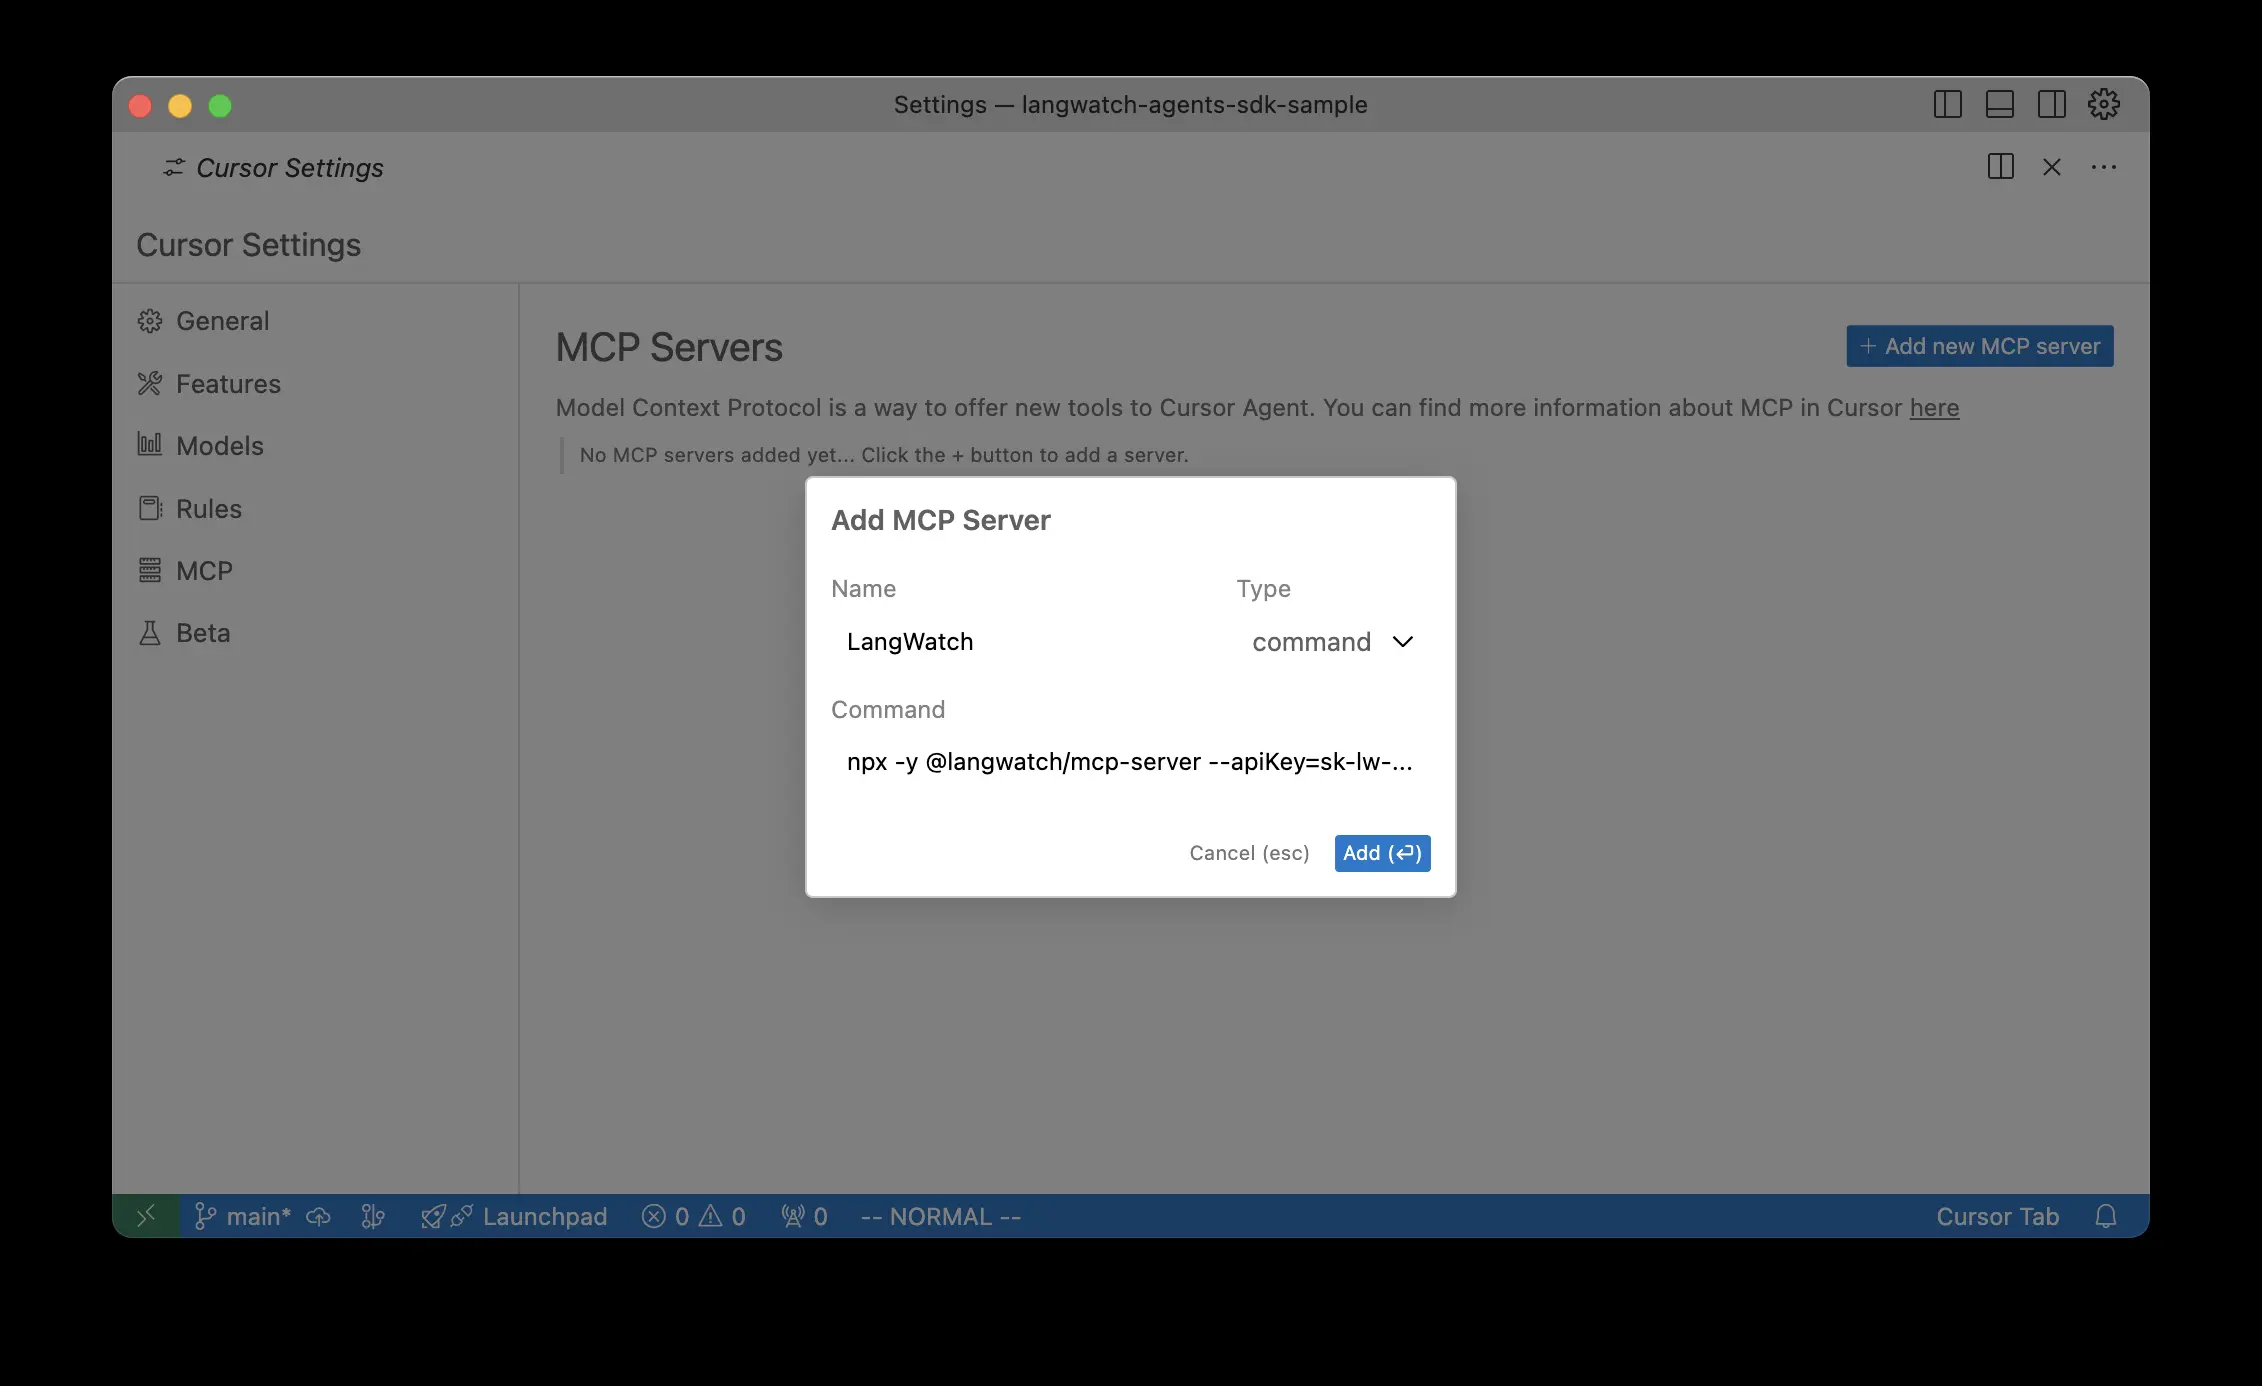 Settings — langwatch-agents-sdk-sample
Cursor Settings
Cursor Settings
General
Features
Models
Rules
MCP
Beta
MCP Servers
+ Add new MCP server
Model Context Protocol is a way to offer new tools to Cursor Agent. You can find more information about MCP in Cursor here
No MCP servers added yet... Click the + button to add a server.
Add MCP Server
Name Type
LangWatch command
Command
npx -y @langwatch/mcp-server --apiKey=sk-lw-...
Cancel (esc) Add (↵)
main* Launchpad 0 0 0 -- NORMAL -- Cursor Tab